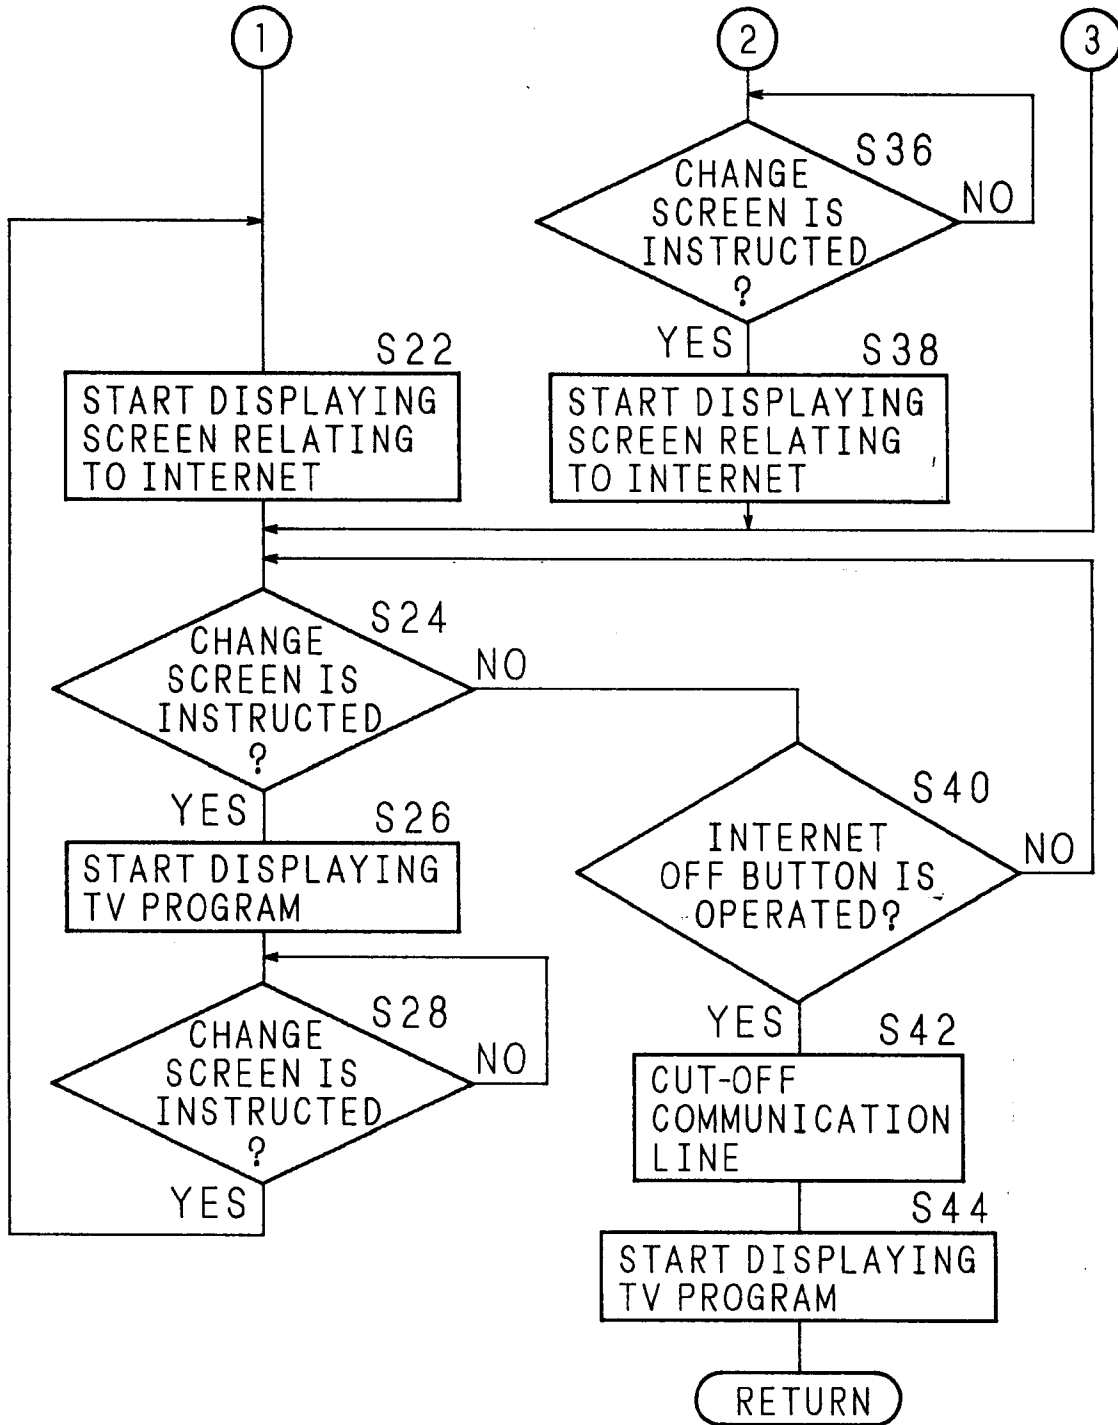 1
2
3
S36
CHANGE
SCREEN IS
INSTRUCTED
?
NO
YES
S22
START DISPLAYING
SCREEN RELATING
TO INTERNET
S38
START DISPLAYING
SCREEN RELATING
TO INTERNET
S24
CHANGE
SCREEN IS
INSTRUCTED
?
NO
YES
S26
START DISPLAYING
TV PROGRAM
S28
CHANGE
SCREEN IS
INSTRUCTED
?
NO
YES
S40
INTERNET
OFF BUTTON IS
OPERATED?
NO
YES
S42
CUT-OFF
COMMUNICATION
LINE
S44
START DISPLAYING
TV PROGRAM
RETURN